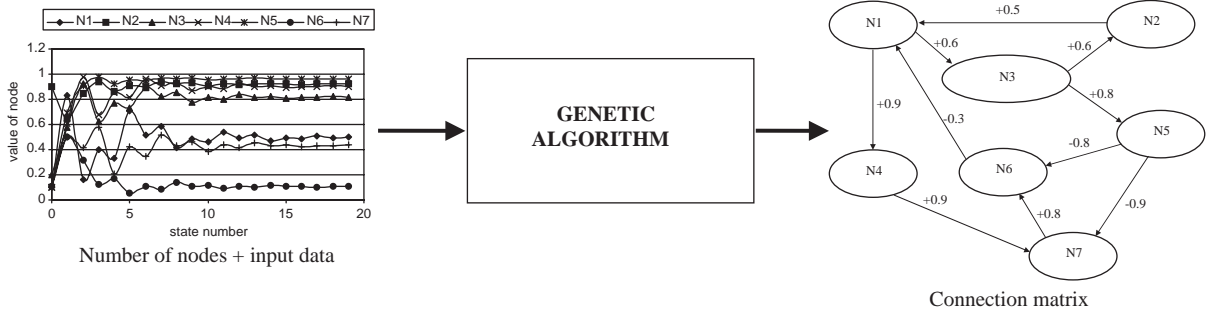 N1 N2 N3 N4 N5 N6 N7
1.2
1
0.8
0.6
0.4
0.2
0
value of node
0 5 10 15 20
state number
Number of nodes + input data
GENETIC
ALGORITHM
N1
N2
N3
N4
N5
N6
N7
+0.5
+0.6
+0.6
+0.8
+0.9
-0.3
-0.8
-0.9
+0.9
+0.8
Connection matrix